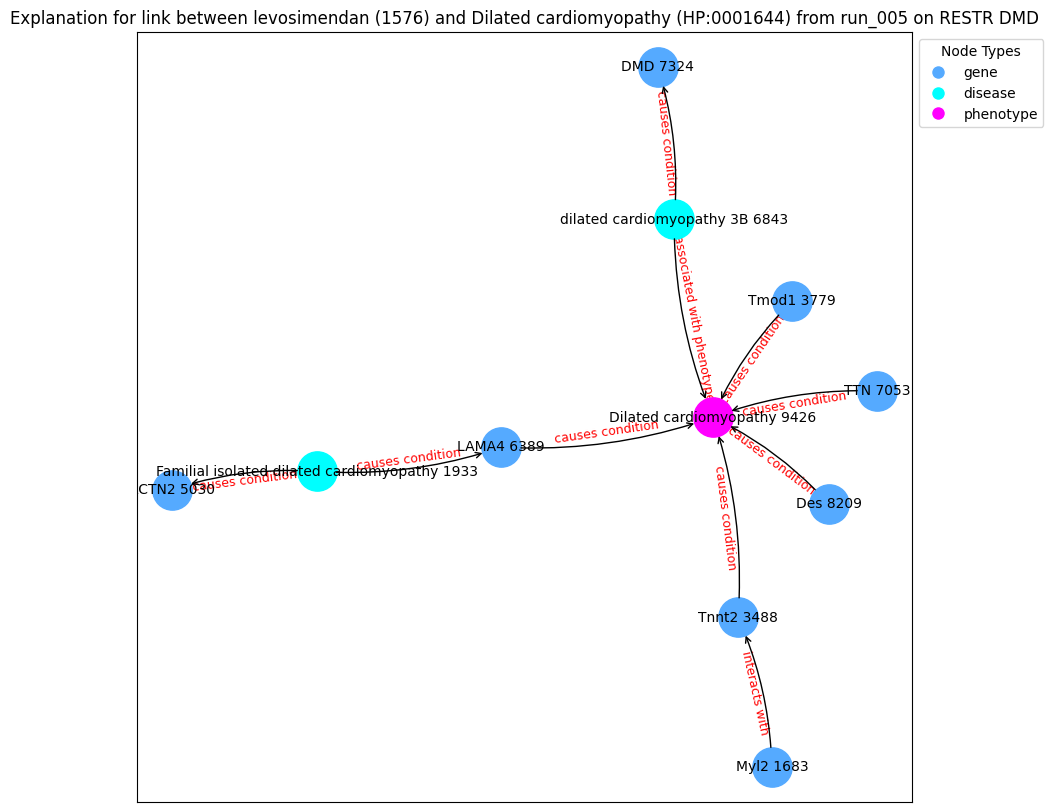 Explanation for link between levosimendan (1576) and Dilated cardiomyopathy (HP:0001644) from run_005 on RESTR DMD
Node Types
gene
disease
phenotype
DMD 7324
causes condition
dilated cardiomyopathy 3B 6843
associated with phenotype
Tmod1 3779
causes condition
TTN 7053
causes condition
Dilated cardiomyopathy 9426
causes condition
LAMA4 6389
causes condition
Familial isolated dilated cardiomyopathy 1933
causes condition
CTN2 5030
causes condition
Des 8209
causes condition
Tnnt2 3488
interacts with
Myl2 1683